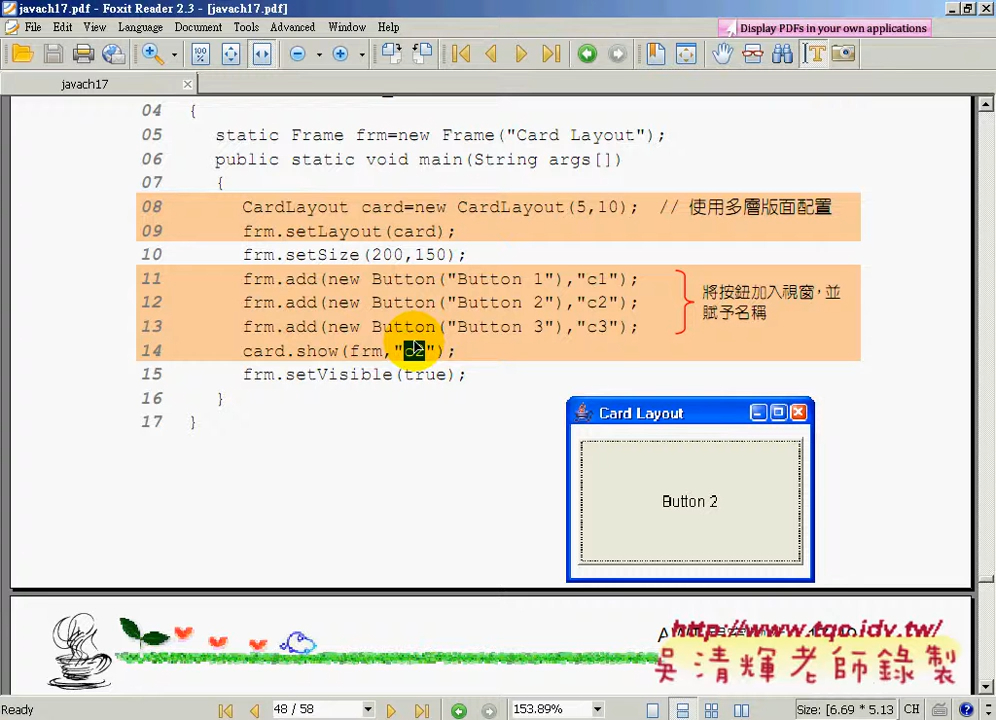 javach17.pdf - Foxit Reader 2.3 - [javach17.pdf]
File Edit View Language Document Tools Advanced Window Help
Display PDFs in your own applications
javach17
04 {
05 static Frame frm=new Frame("Card Layout");
06 public static void main(String args[])
07 {
08 CardLayout card=new CardLayout(5,10); // 使用多層版面配置
09 frm.setLayout(card);
10 frm.setSize(200,150);
11 frm.add(new Button("Button 1"),"c1");
12 frm.add(new Button("Button 2"),"c2");
13 frm.add(new Button("Button 3"),"c3");
將按鈕加入視窗,並
賦予名稱
14 card.show(frm,"c2");
15 frm.setVisible(true);
16 }
17 }
Card Layout
Button 2
http://www.tqc.idv.tw/
吳清輝老師錄製
Ready 48 / 58 153.89% Size: [6.69 * 5.13 CH